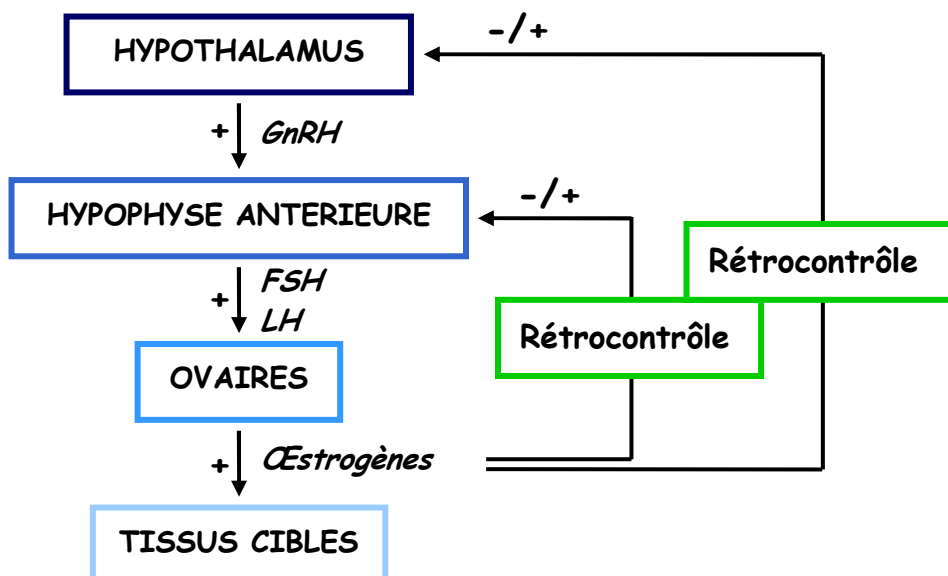 HYPOTHALAMUS
-/+
+ GnRH
HYPOPHYSE ANTERIEURE
-/+
Rétrocontrôle
+ FSH
LH
Rétrocontrôle
OVAIRES
+ Œstrogènes
TISSUS CIBLES